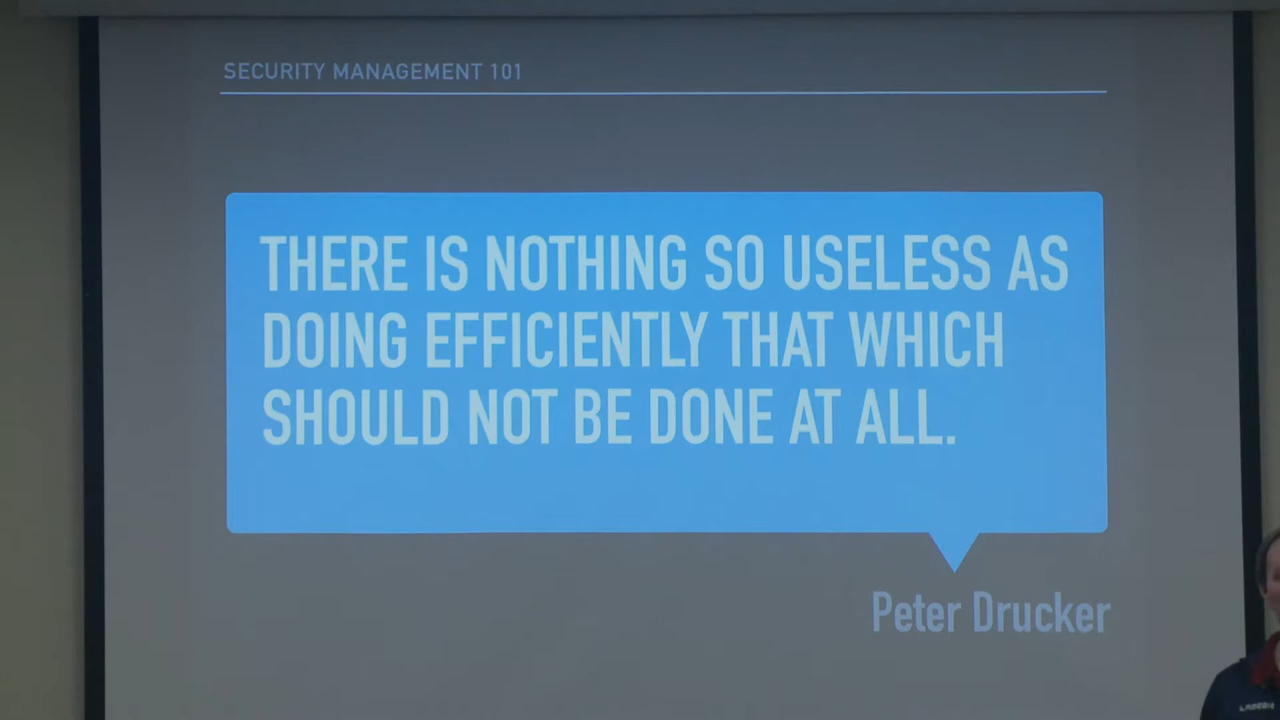 SECURITY MANAGEMENT 101
THERE IS NOTHING SO USELESS AS
DOING EFFICIENTLY THAT WHICH
SHOULD NOT BE DONE AT ALL.
Peter Drucker